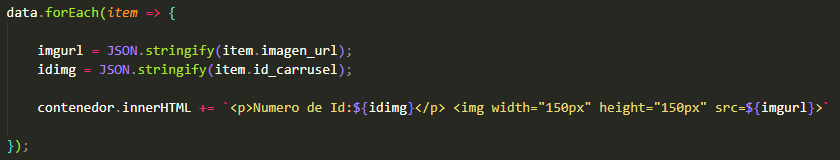 data.forEach(item => {
imgurl = JSON.stringify(item.imagen_url);
idimg = JSON.stringify(item.id_carrusel);
contenedor.innerHTML += `<p>Numero de Id:${idimg}</p> <img width="150px" height="150px" src=${imgurl}>`
});